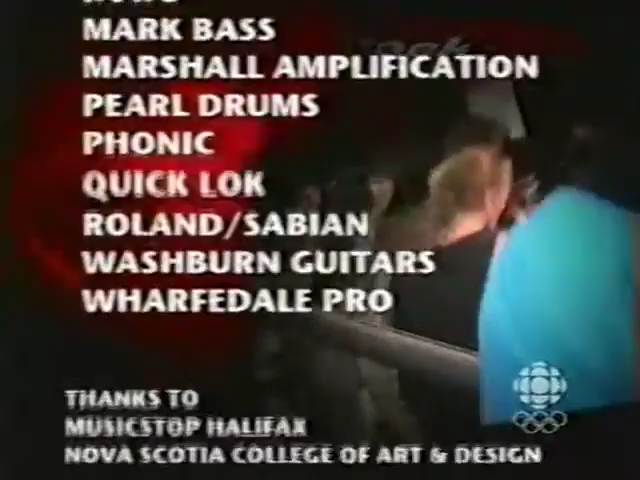 MARK BASS
MARSHALL AMPLIFICATION
PEARL DRUMS
PHONIC
QUICK LOK
ROLAND/SABIAN
WASHBURN GUITARS
WHARFEDALE PRO
THANKS TO
MUSICSTOP HALIFAX
NOVA SCOTIA COLLEGE OF ART & DESIGN